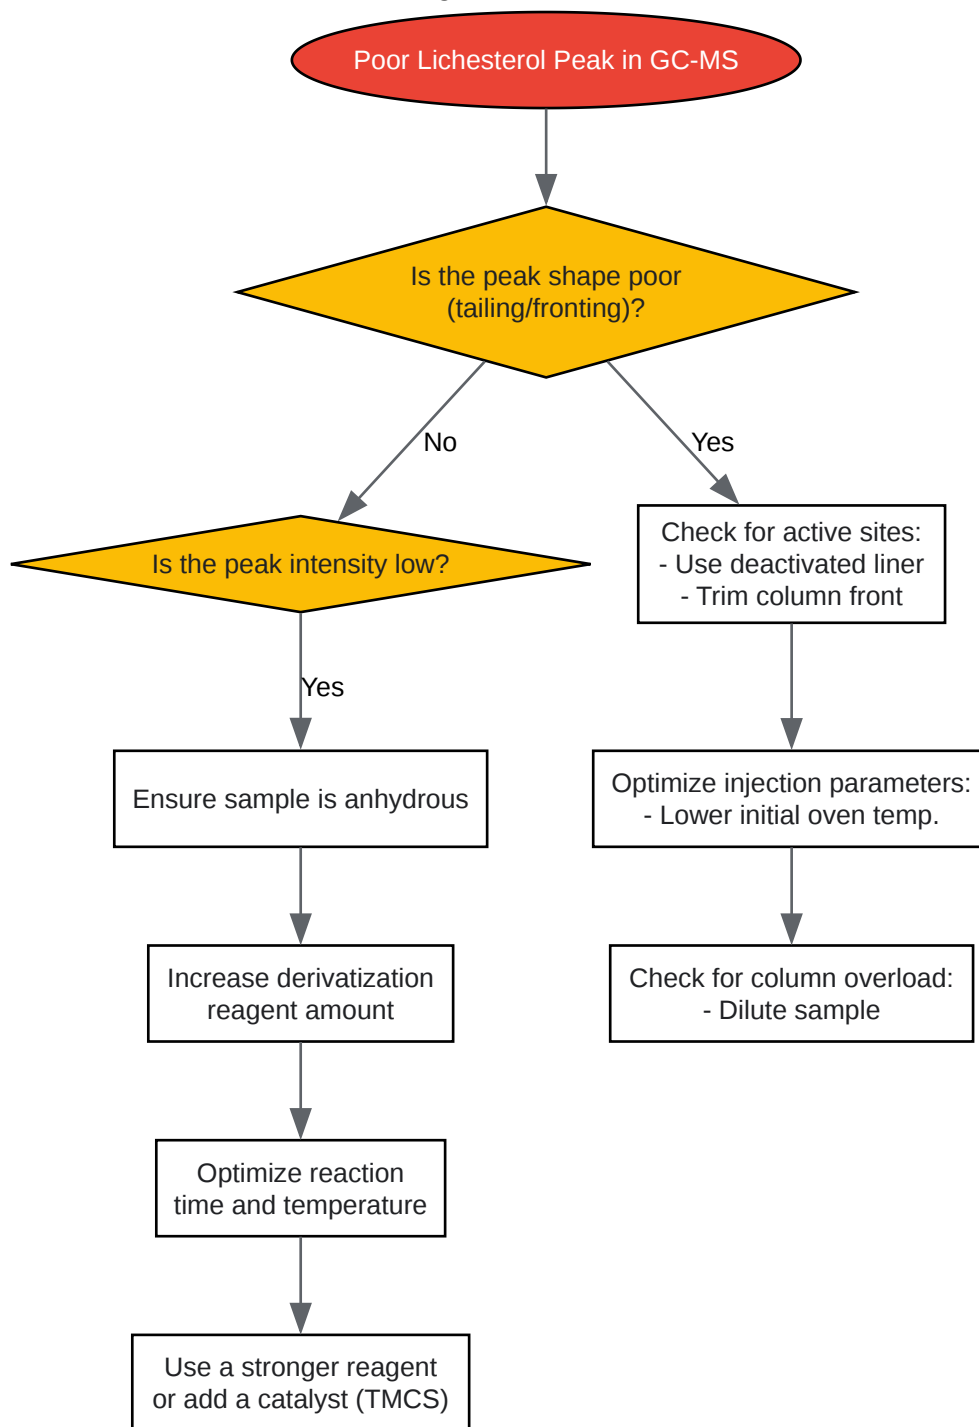 Poor Lichesterol Peak in GC-MS
Is the peak shape poor
(tailing/fronting)?
No
Yes
Is the peak intensity low?
Check for active sites:
- Use deactivated liner
- Trim column front
Yes
Ensure sample is anhydrous
Optimize injection parameters:
- Lower initial oven temp.
Increase derivatization
reagent amount
Check for column overload:
- Dilute sample
Optimize reaction
time and temperature
Use a stronger reagent
or add a catalyst (TMCS)